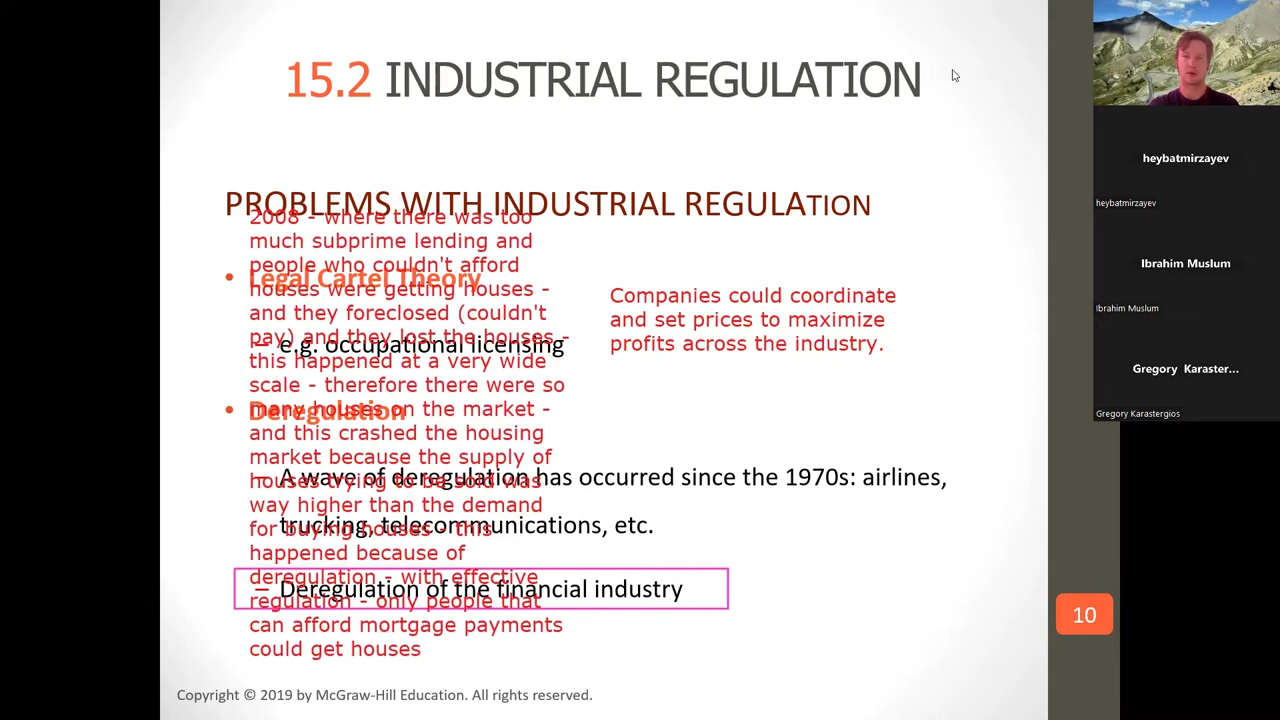 15.2 INDUSTRIAL REGULATION
PROBLEMS WITH INDUSTRIAL REGULATION
2008 - where there was too
much subprime lending and
people who couldn't afford
• Legal Cartel Theory
houses were getting houses -
and they foreclosed (couldn't
pay) and they lost the houses -
– e.g. occupational licensing
this happened at a very wide
scale - therefore there were so
many houses on the market -
• Deregulation
and this crashed the housing
market because the supply of
houses trying to be sold was
– A wave of deregulation has occurred since the 1970s: airlines,
way higher than the demand
for buying houses - this
trucking, telecommunications, etc.
happened because of
deregulation - with effective
– Deregulation of the financial industry
regulation - only people that
can afford mortgage payments
could get houses
Companies could coordinate
and set prices to maximize
profits across the industry.
10
Copyright © 2019 by McGraw-Hill Education. All rights reserved.
heybatmirzayev
heybatmirzayev
Ibrahim Muslum
Ibrahim Muslum
Gregory Karaster...
Gregory Karastergios